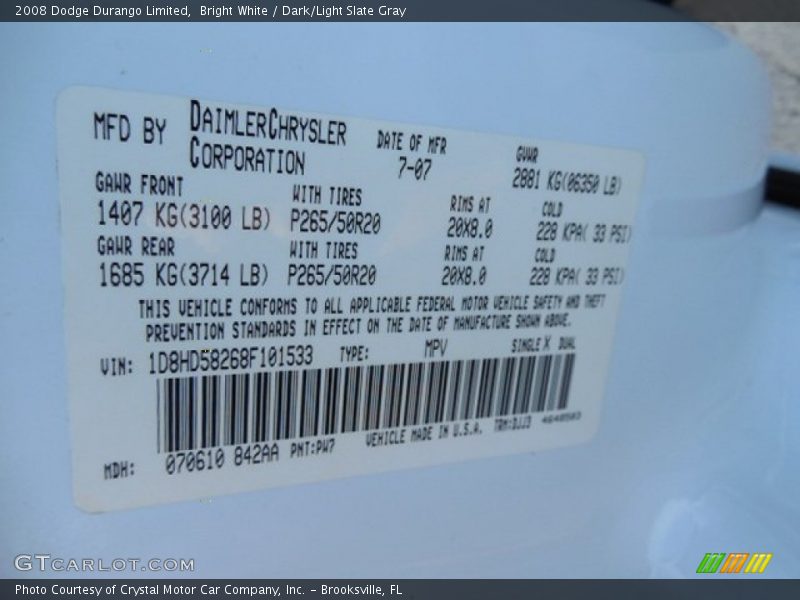 2008 Dodge Durango Limited, Bright White / Dark/Light Slate Gray
MFD BY DAIMLERCHRYSLER CORPORATION DATE OF MFR 7-07 GVWR 2881 KG(06350 LB)
GAWR FRONT WITH TIRES RIMS AT COLD
1407 KG(3100 LB) P265/50R20 20X8.0 228 KPA( 33 PSI)
GAWR REAR WITH TIRES RIMS AT COLD
1685 KG(3714 LB) P265/50R20 20X8.0 228 KPA( 33 PSI)
THIS VEHICLE CONFORMS TO ALL APPLICABLE FEDERAL MOTOR VEHICLE SAFETY AND THEFT
PREVENTION STANDARDS IN EFFECT ON THE DATE OF MANUFACTURE SHOWN ABOVE.
VIN: 1D8HD58268F101533 TYPE: MPV SINGLE X DUAL
MDH: 070610 842AA PNT:PW7 VEHICLE MADE IN U.S.A. TRM:DJJ3
GTCARLOT.COM
Photo Courtesy of Crystal Motor Car Company, Inc. – Brooksville, FL